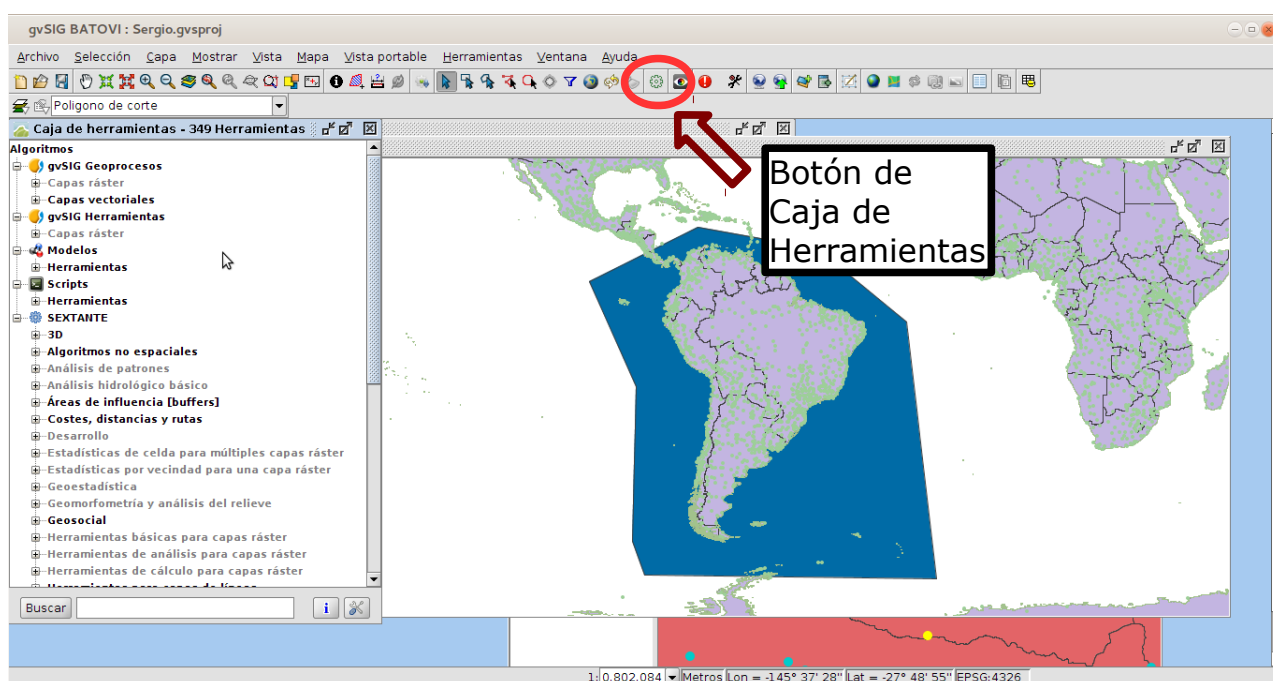 gvSIG BATOVI : Sergio.gvsproj
Archivo Selección Capa Mostrar Vista Mapa Vista portable Herramientas Ventana Ayuda
Poligono de corte
Caja de herramientas - 349 Herramientas
Algoritmos
gvSIG Geoprocesos
Capas ráster
Capas vectoriales
gvSIG Herramientas
Capas ráster
Modelos
Herramientas
Scripts
Herramientas
SEXTANTE
3D
Algoritmos no espaciales
Análisis de patrones
Análisis hidrológico básico
Áreas de influencia [buffers]
Costes, distancias y rutas
Desarrollo
Estadísticas de celda para múltiples capas ráster
Estadísticas por vecindad para una capa ráster
Geoestadística
Geomorfometría y análisis del relieve
Geosocial
Herramientas básicas para capas ráster
Herramientas de análisis para capas ráster
Herramientas de cálculo para capas ráster
Herramientas para capas de líneas
Buscar
Botón de
Caja de
Herramientas
1: 0.802.084 Metros Lon = -145° 37' 28" Lat = -27° 48' 55" EPSG:4326